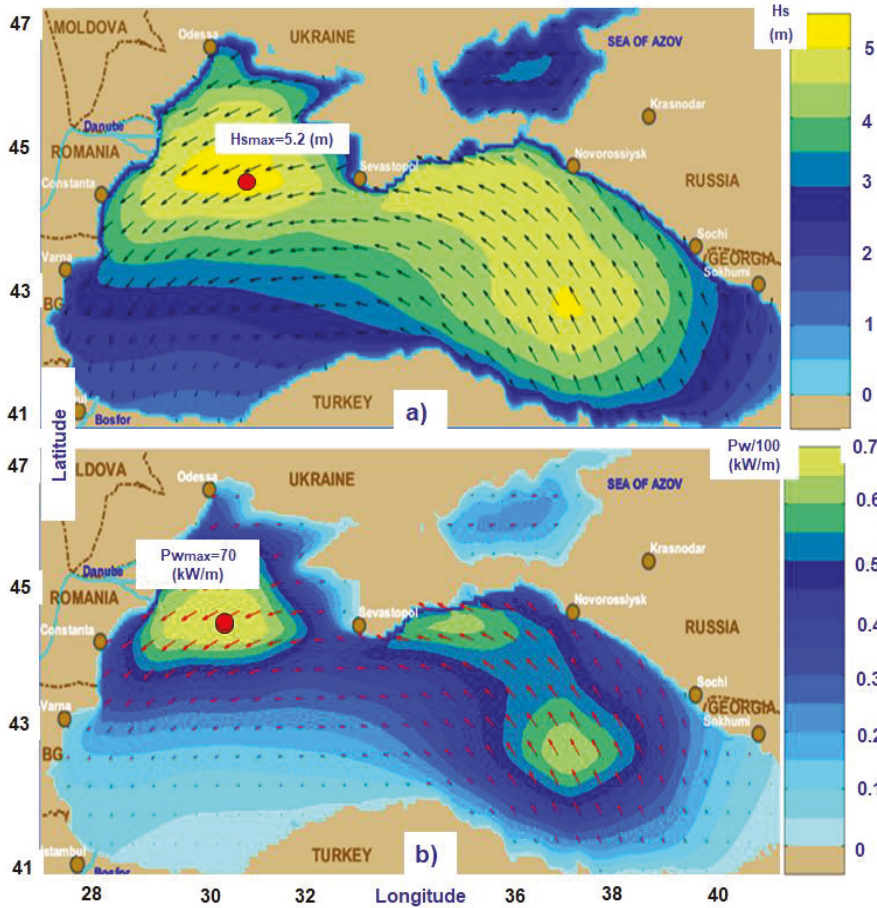 47
MOLDOVA
Odessa
UKRAINE
SEA OF AZOV
Hs
(m)
5
Krasnodar
4
Danube
Hsmax=5.2 (m)
45
ROMANIA
Sevastopol
Novorossiysk
3
Constanta
RUSSIA
2
Sochi
Varna
GEORGIA
Sokhumi
43
BG
1
41
Bosfor
TURKEY
a)
0
Latitude
47
OLDOVA
Odessa
UKRAINE
SEA OF AZOV
Pw/100
(kW/m)
0.7
0.6
Pwmax=70
(kW/m)
Krasnodar
Danube
0.5
45
ROMANIA
Sevastopol
Novorossiysk
Constanta
RUSSIA
0.4
0.3
Sochi
Varna
GEORGIA
Sokhumi
43
0.2
BG
0.1
41
istambul
Bosfor
TURKEY
b)
0
28
30
32
Longitude
36
38
40